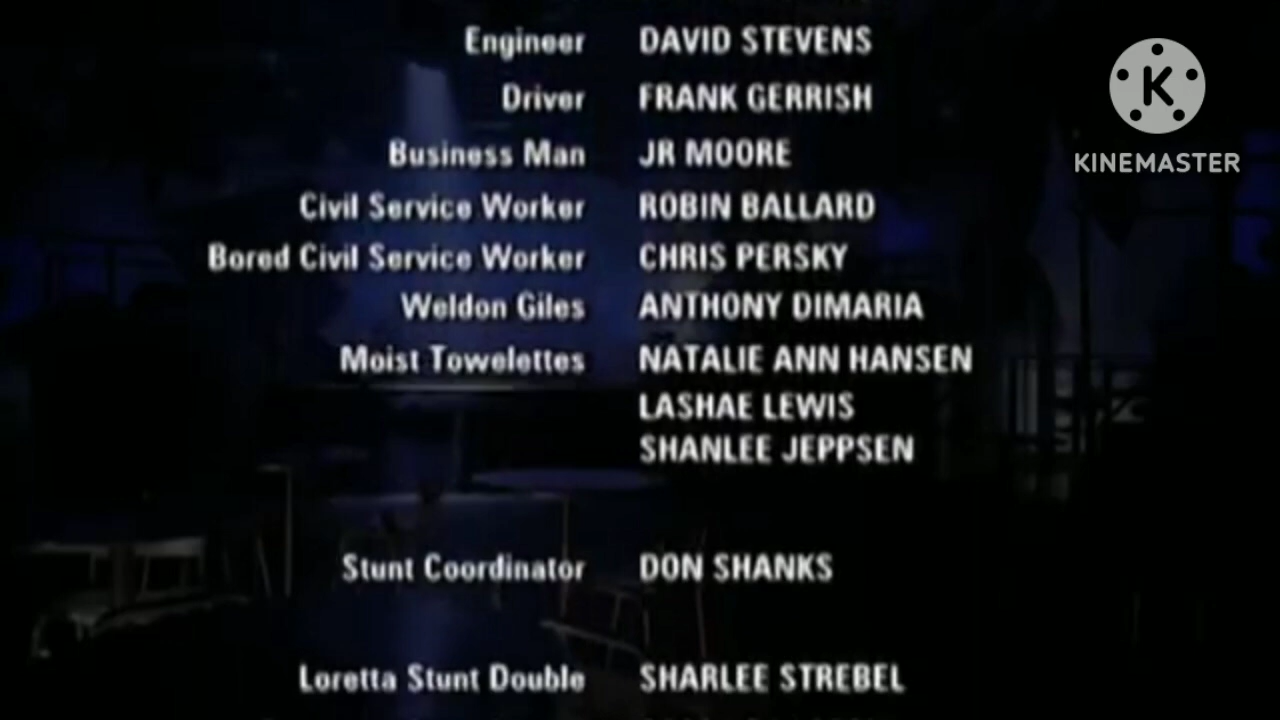 Engineer DAVID STEVENS
Driver FRANK GERRISH
Business Man JR MOORE
Civil Service Worker ROBIN BALLARD
Bored Civil Service Worker CHRIS PERSKY
Weldon Giles ANTHONY DIMARIA
Moist Towelettes NATALIE ANN HANSEN
LASHAE LEWIS
SHANLEE JEPPSEN
Stunt Coordinator DON SHANKS
Loretta Stunt Double SHARLEE STREBEL
K
KINEMASTER